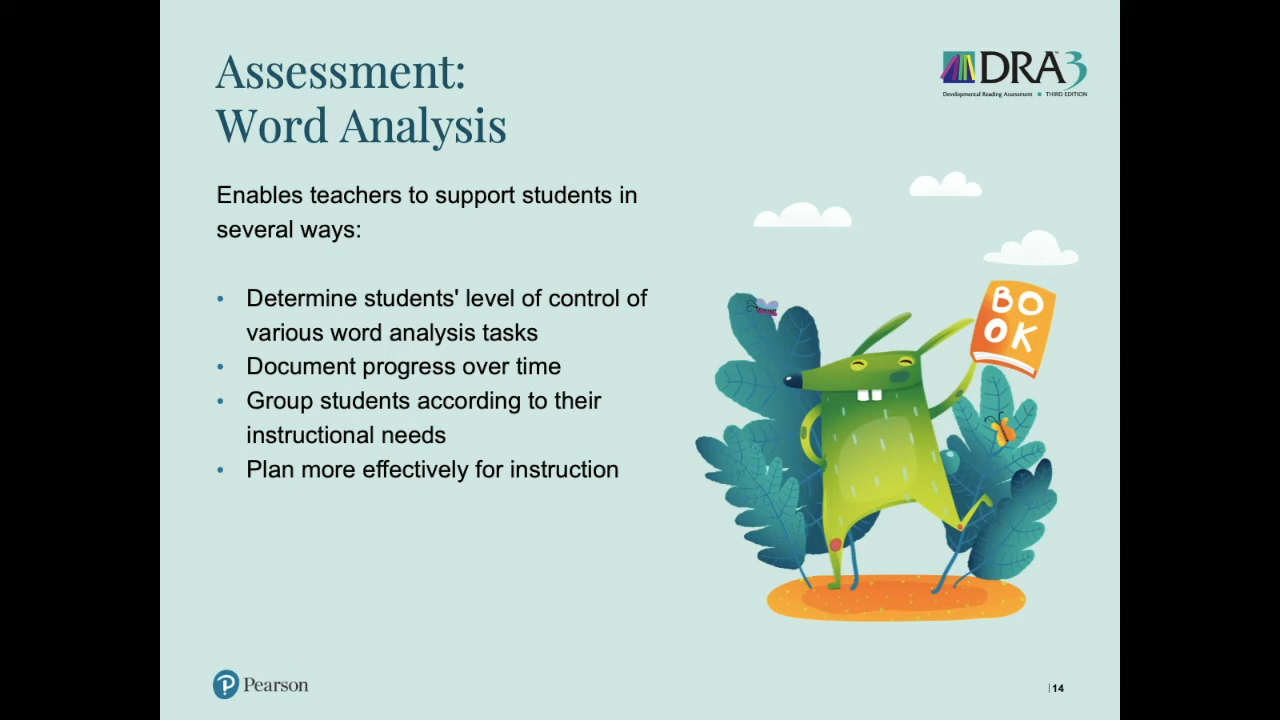 Assessment:
Word Analysis
DRA3
Developmental Reading Assessment ■ THIRD EDITION
Enables teachers to support students in
several ways:
• Determine students' level of control of
various word analysis tasks
• Document progress over time
• Group students according to their
instructional needs
• Plan more effectively for instruction
BO
OK
Pearson
|14